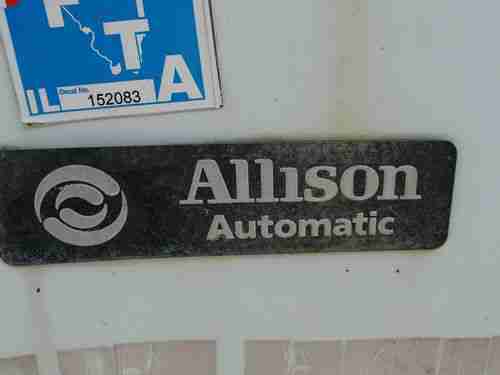 I F T A
IL
Decal No.
152083
Allison
Automatic